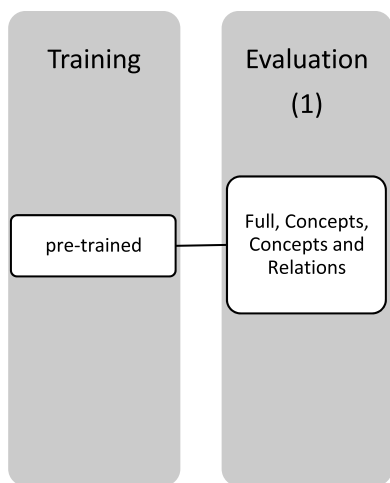 Training
Evaluation
(1)
pre-trained
Full, Concepts,
Concepts and
Relations